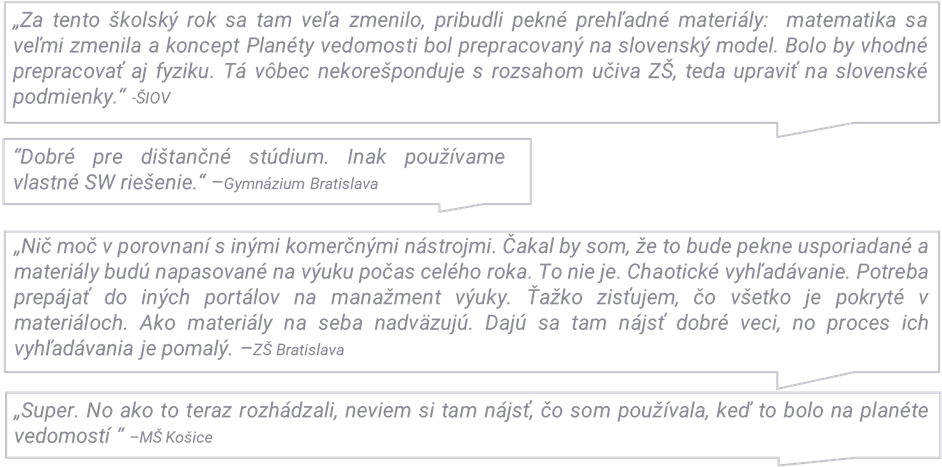 „Za tento školský rok sa tam veľa zmenilo, pribudli pekné prehľadné materiály: matematika sa
veľmi zmenila a koncept Planéty vedomosti bol prepracovaný na slovenský model. Bolo by vhodné
prepracovať aj fyziku. Tá vôbec nekorešponduje s rozsahom učiva ZŠ, teda upraviť na slovenské
podmienky.“ -ŠIOV
“Dobré pre dištančné stúdium. Inak používame
vlastné SW riešenie.“ –Gymnázium Bratislava
„Nič moč v porovnaní s inými komerčnými nástrojmi. Čakal by som, že to bude pekne usporiadané a
materiály budú napasované na výuku počas celého roka. To nie je. Chaotické vyhľadávanie. Potreba
prepájať do iných portálov na manažment výuky. Ťažko zisťujem, čo všetko je pokryté v
materiáloch. Ako materiály na seba nadväzujú. Dajú sa tam nájsť dobré veci, no proces ich
vyhľadávania je pomalý. –ZŠ Bratislava
„Super. No ako to teraz rozhádzali, neviem si tam nájsť, čo som používala, keď to bolo na planéte
vedomostí “ –MŠ Košice